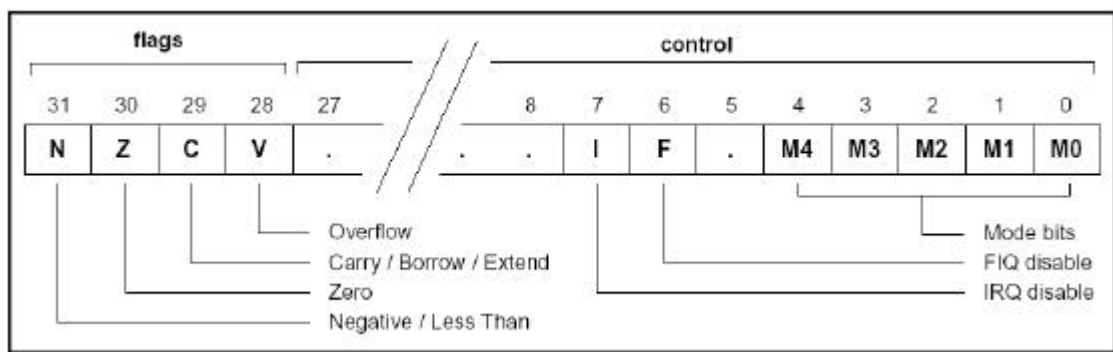 flags control
31 30 29 28 27 8 7 6 5 4 3 2 1 0
N Z C V . . . I F . M4 M3 M2 M1 M0
Overflow Mode bits
Carry / Borrow / Extend FIQ disable
Zero IRQ disable
Negative / Less Than